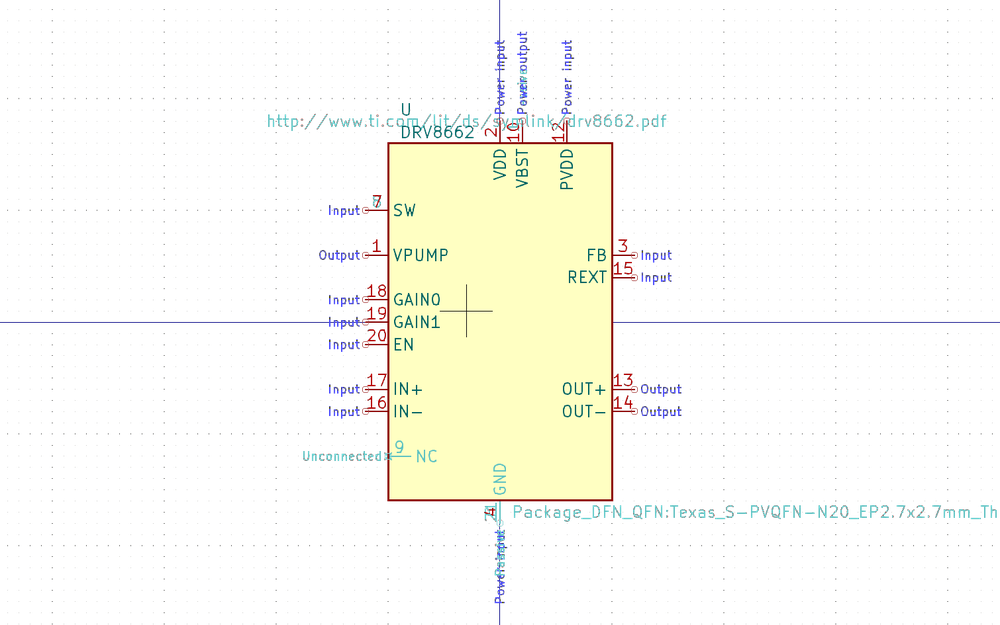 Power input
Power output
Power input
U
http://www.ti.com/lit/ds/symlink/drv8662.pdf
DRV8662
2
10
12
VDD
VBST
PVDD
Input 7 SW
Output 1 VPUMP
FB 3 Input
REXT 15 Input
Input 18 GAIN0
Input 19 GAIN1
Input 20 EN
Input 17 IN+
OUT+ 13 Output
Input 16 IN-
OUT- 14 Output
Unconnected 9 NC
GND
4
Package_DFN_QFN:Texas_S-PVQFN-N20_EP2.7x2.7mm_Th
Power input